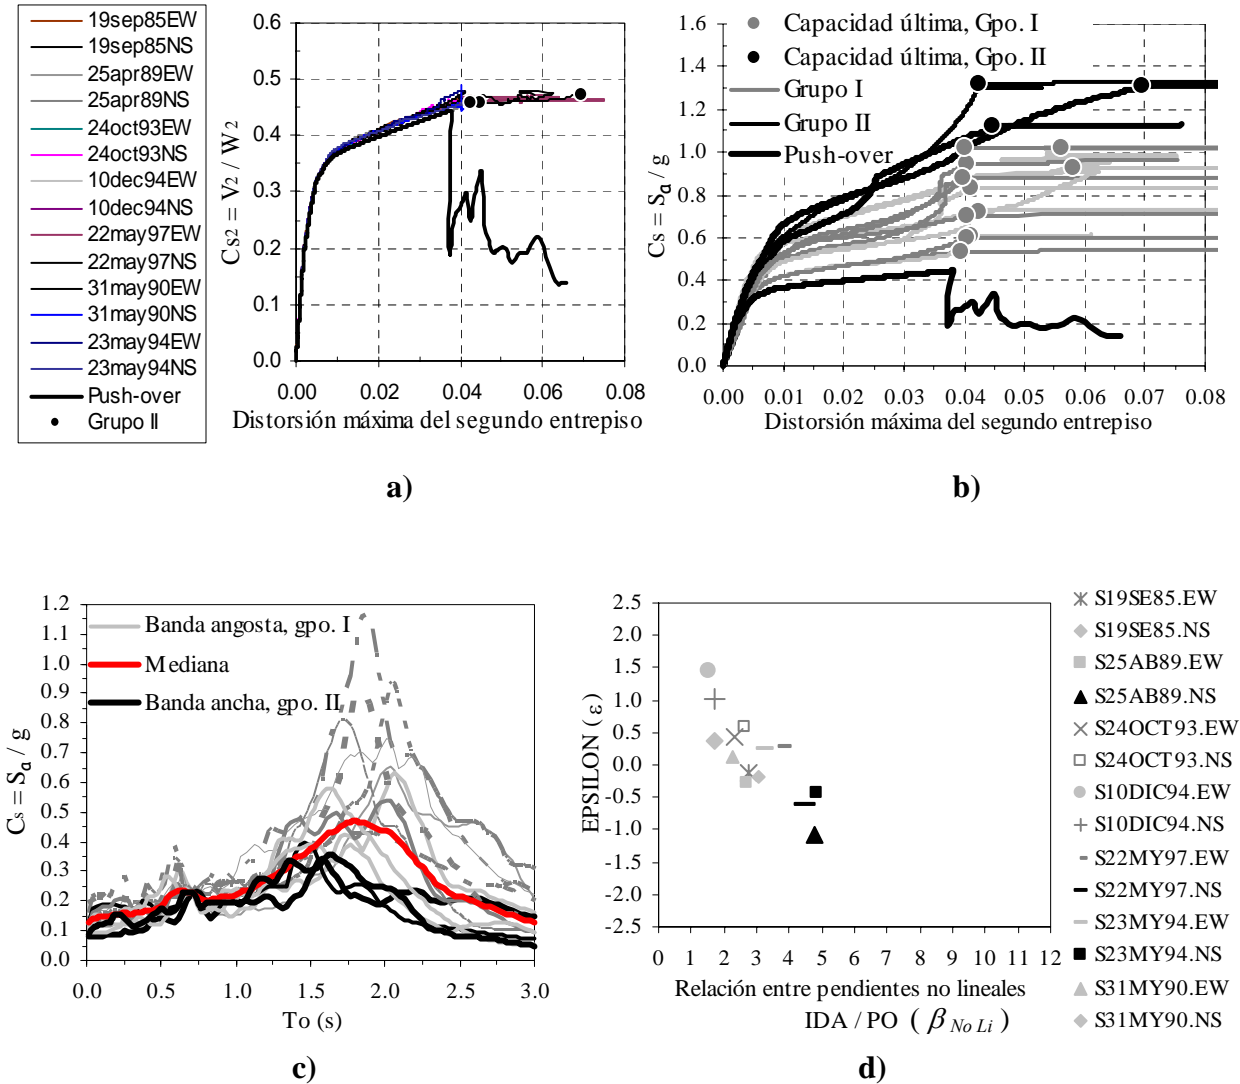 19sep85EW
19sep85NS
25apr89EW
25apr89NS
24oct93EW
24oct93NS
10dec94EW
10dec94NS
22may97EW
22may97NS
31may90EW
31may90NS
23may94EW
23may94NS
Push-over
Grupo II
0.6
0.5
0.4
0.3
0.2
0.1
0.0
Cs2 = V2 / W2
0.00 0.02 0.04 0.06 0.08
Distorsión máxima del segundo entrepiso
a)
Capacidad última, Gpo. I
Capacidad última, Gpo. II
Grupo I
Grupo II
Push-over
1.6
1.4
1.2
1.0
0.8
0.6
0.4
0.2
0.0
Cs = Sa / g
0.00 0.01 0.02 0.03 0.04 0.05 0.06 0.07 0.08
Distorsión máxima del segundo entrepiso
b)
Banda angosta, gpo. I
Mediana
Banda ancha, gpo. II
1.2
1.1
1.0
0.9
0.8
0.7
0.6
0.5
0.4
0.3
0.2
0.1
0.0
Cs = Sa / g
0.0 0.5 1.0 1.5 2.0 2.5 3.0
To (s)
c)
2.5
2.0
1.5
1.0
0.5
0.0
-0.5
-1.0
-1.5
-2.0
-2.5
EPSILON ( ε )
0 1 2 3 4 5 6 7 8 9 10 11 12
Relación entre pendientes no lineales
IDA / PO ( β No Li )
S19SE85.EW
S19SE85.NS
S25AB89.EW
S25AB89.NS
S24OCT93.EW
S24OCT93.NS
S10DIC94.EW
S10DIC94.NS
S22MY97.EW
S22MY97.NS
S23MY94.EW
S23MY94.NS
S31MY90.EW
S31MY90.NS
d)